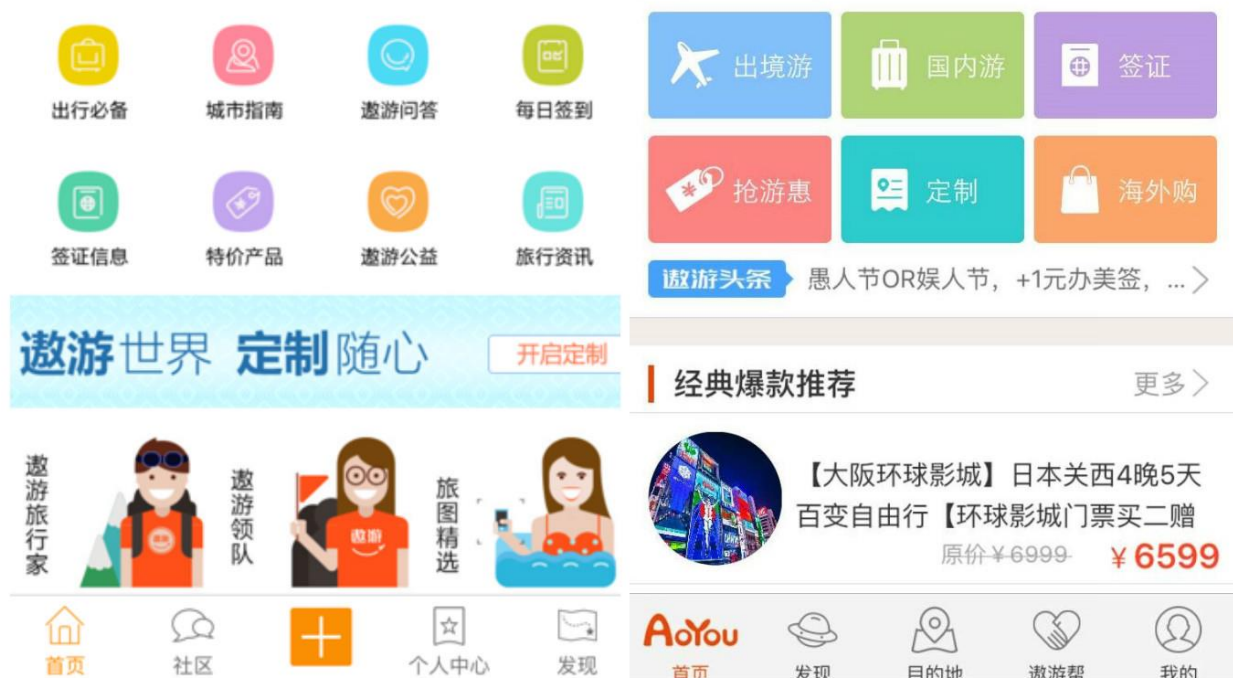 出行必备
城市指南
遨游问答
每日签到
签证信息
特价产品
遨游公益
旅行资讯
遨游世界 定制随心
开启定制
遨游旅行家
遨游领队
遨游
旅图精选
首页
社区
个人中心
发现
出境游
国内游
签证
抢游惠
定制
海外购
遨游头条
愚人节OR娱人节，+1元办美签，...
经典爆款推荐
更多
【大阪环球影城】日本关西4晚5天
百变自由行【环球影城门票买二赠
原价￥6999
￥6599
AoYou
首页
发现
目的地
遨游帮
我的